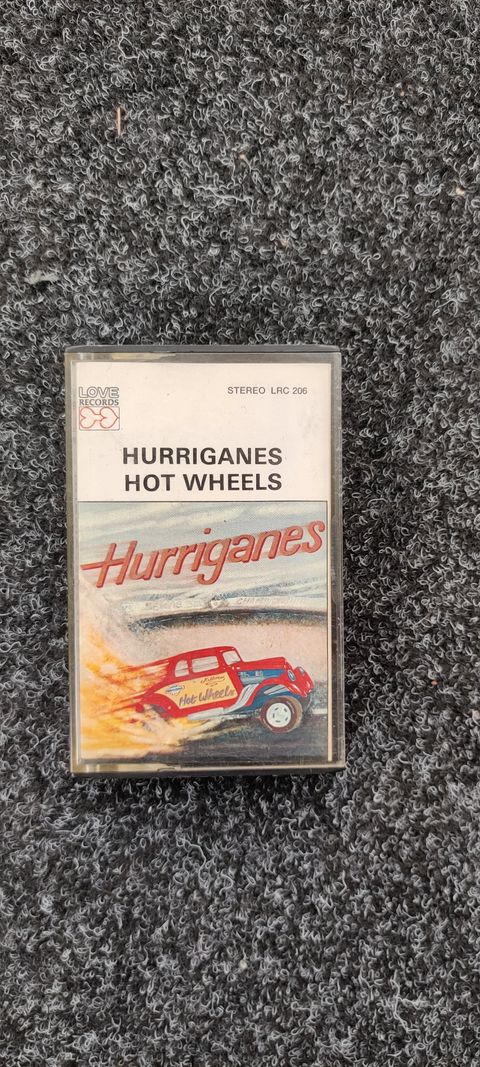 LOVE
RECORDS
STEREO LRC 206
HURRIGANES
HOT WHEELS
Hurriganes
Hot Wheels